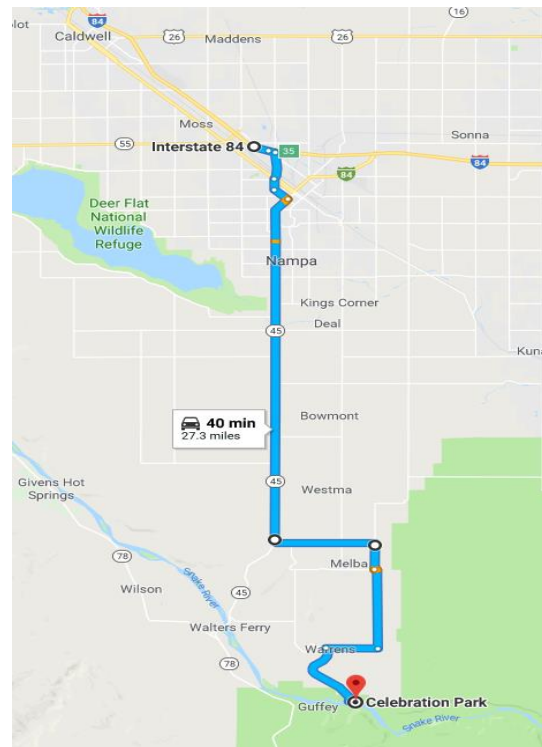 lot
84
Caldwell
26
Maddens
26
16
Moss
55
Interstate 84
35
Sonna
84
84
Deer Flat
National
Wildlife
Refuge
Nampa
Kings Corner
Deal
45
Kuna
40 min
27.3 miles
Bowmont
Givens Hot
Springs
45
Westma
78
Melba
Wilson
Snake River
45
Walters Ferry
Warrens
78
Guffey
Celebration Park
Snake River